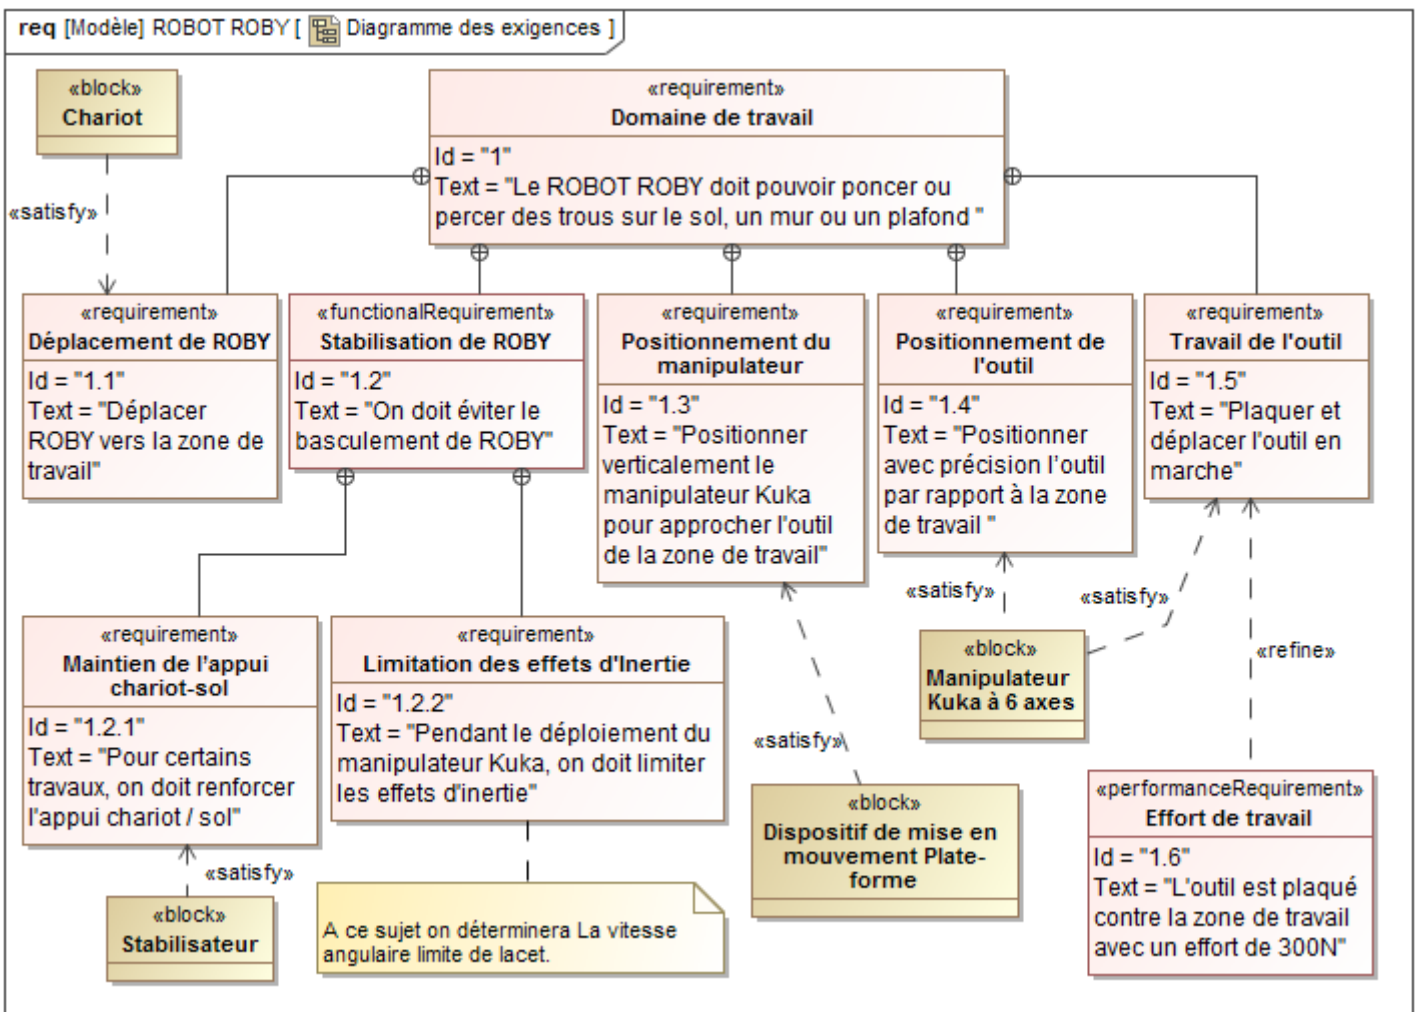 req [Modèle] ROBOT ROBY [ Diagramme des exigences ]
«block»
Chariot
«satisfy»
«requirement»
Domaine de travail
Id = "1"
Text = "Le ROBOT ROBY doit pouvoir poncer ou
percer des trous sur le sol, un mur ou un plafond "
«requirement»
Déplacement de ROBY
Id = "1.1"
Text = "Déplacer
ROBY vers la zone de
travail"
«functionalRequirement»
Stabilisation de ROBY
Id = "1.2"
Text = "On doit éviter le
basculement de ROBY"
«requirement»
Positionnement du
manipulateur
Id = "1.3"
Text = "Positionner
verticalement le
manipulateur Kuka
pour approcher l'outil
de la zone de travail"
«requirement»
Positionnement de
l'outil
Id = "1.4"
Text = "Positionner
avec précision l’outil
par rapport à la zone
de travail "
«requirement»
Travail de l'outil
Id = "1.5"
Text = "Plaquer et
déplacer l'outil en
marche"
«requirement»
Maintien de l’appui
chariot-sol
Id = "1.2.1"
Text = "Pour certains
travaux, on doit renforcer
l'appui chariot / sol"
«requirement»
Limitation des effets d'Inertie
Id = "1.2.2"
Text = "Pendant le déploiement du
manipulateur Kuka, on doit limiter
les effets d'inertie"
«satisfy»
«satisfy»
«block»
Manipulateur
Kuka à 6 axes
«refine»
«satisfy»
«block»
Dispositif de mise en
mouvement Plate-
forme
«performanceRequirement»
Effort de travail
Id = "1.6"
Text = "L'outil est plaqué
contre la zone de travail
avec un effort de 300N"
«satisfy»
«block»
Stabilisateur
A ce sujet on déterminera La vitesse
angulaire limite de lacet.